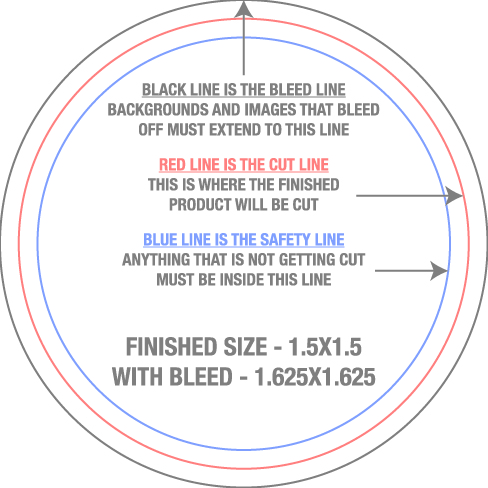 BLACK LINE IS THE BLEED LINE
BACKGROUNDS AND IMAGES THAT BLEED
OFF MUST EXTEND TO THIS LINE
RED LINE IS THE CUT LINE
THIS IS WHERE THE FINISHED
PRODUCT WILL BE CUT
BLUE LINE IS THE SAFETY LINE
ANYTHING THAT IS NOT GETTING CUT
MUST BE INSIDE THIS LINE
FINISHED SIZE - 1.5X1.5
WITH BLEED - 1.625X1.625